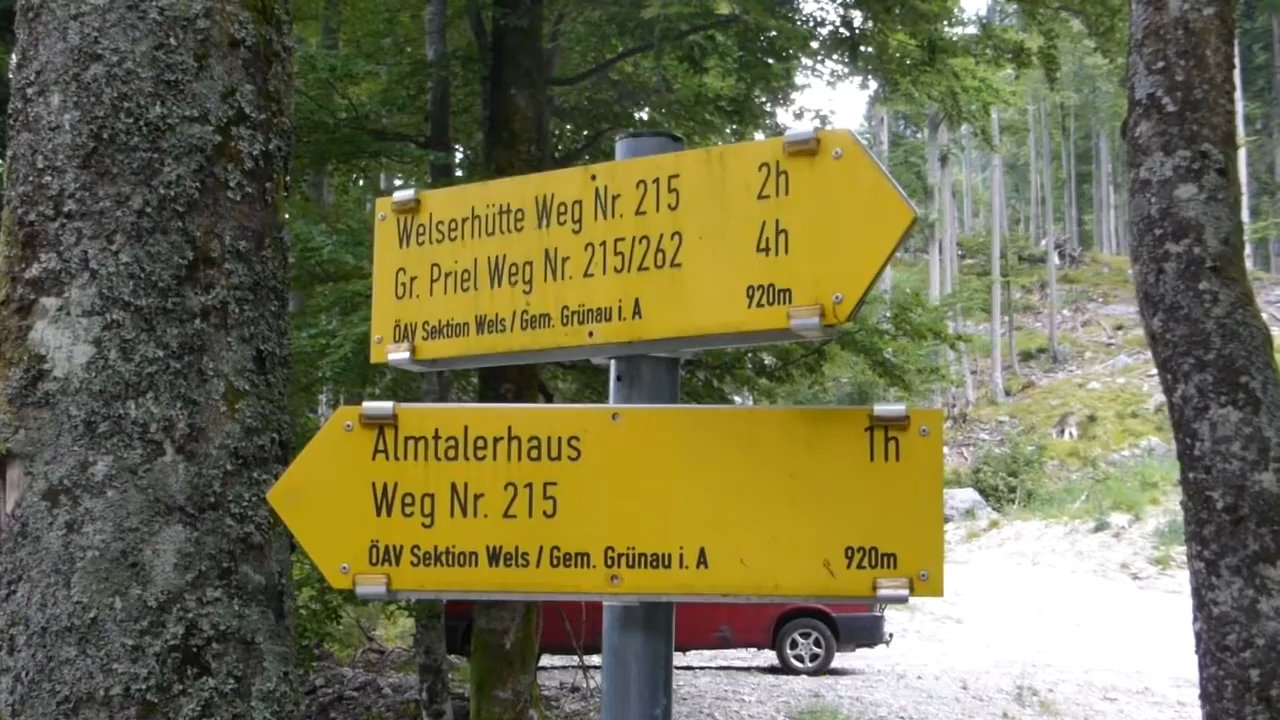 Welserhütte Weg Nr. 215 2h
Gr. Priel Weg Nr. 215/262 4h
ÖAV Sektion Wels / Gem. Grünau i. A 920m
Almtalerhaus 1h
Weg Nr. 215
ÖAV Sektion Wels / Gem. Grünau i. A 920m